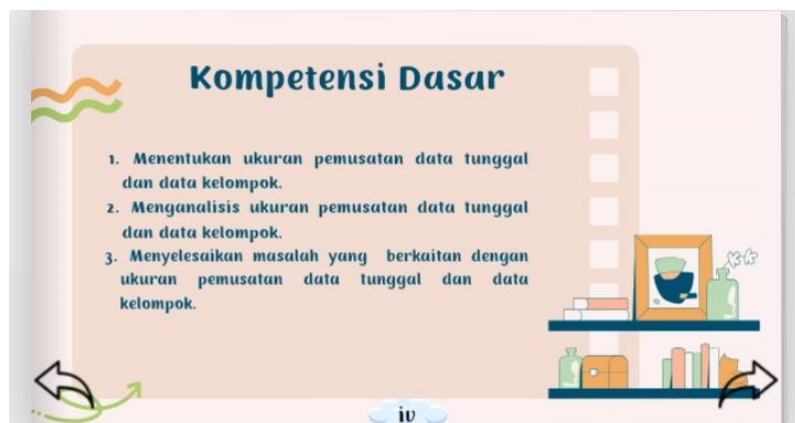 Kompetensi Dasar
1. Menentukan ukuran pemusatan data tunggal
dan data kelompok.
2. Menganalisis ukuran pemusatan data tunggal
dan data kelompok.
3. Menyelesaikan masalah yang berkaitan dengan
ukuran pemusatan data tunggal dan data
kelompok.
iv